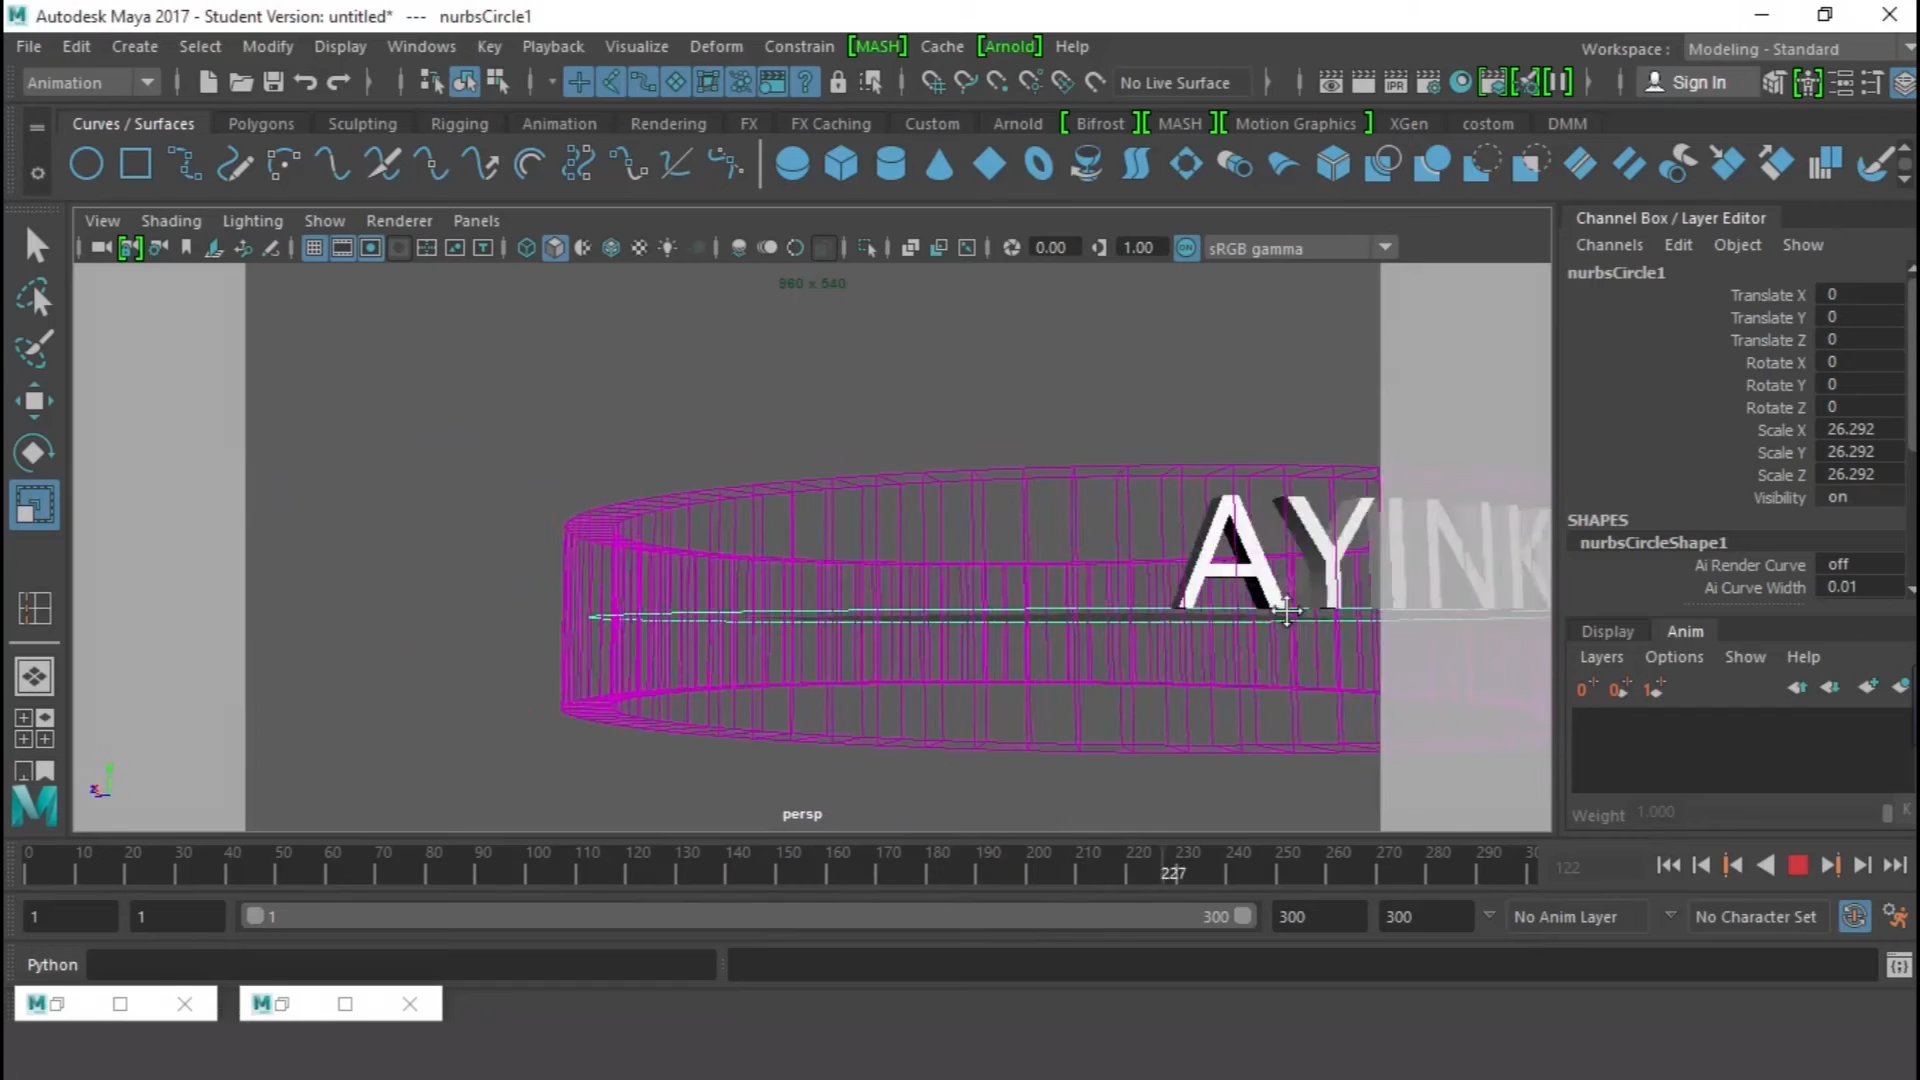 Autodesk Maya 2017 - Student Version: untitled* --- nurbsCircle1
File Edit Create Select Modify Display Windows Mesh Key Playback Visualize Deform Constrain [MASH] Cache [Arnold] Help
Workspace : Modeling - Standard
Animation No Live Surface IPR Sign In
Curves / Surfaces Polygons Sculpting Rigging Animation Rendering FX FX Caching Custom Arnold [ Bifrost ][ MASH ][ Motion Graphics ] XGen costom DMM
View Shading Lighting Show Renderer Panels
0.00 1.00 ON sRGB gamma
960 x 540
AYINK
persp
Channel Box / Layer Editor
Channels Edit Object Show
nurbsCircle1
Translate X 0
Translate Y 0
Translate Z 0
Rotate X 0
Rotate Y 0
Rotate Z 0
Scale X 26.292
Scale Y 26.292
Scale Z 26.292
Visibility on
SHAPES
nurbsCircleShape1
Ai Render Curve off
Ai Curve Width 0.01
Display Anim
Layers Options Show Help
Weight 1.000 K
0 10 20 30 40 50 60 70 80 90 100 110 120 130 140 150 160 170 180 190 200 210 220 230 240 250 260 270 280 290 30
227
122
1 1 1 300 300 300 No Anim Layer No Character Set
Python